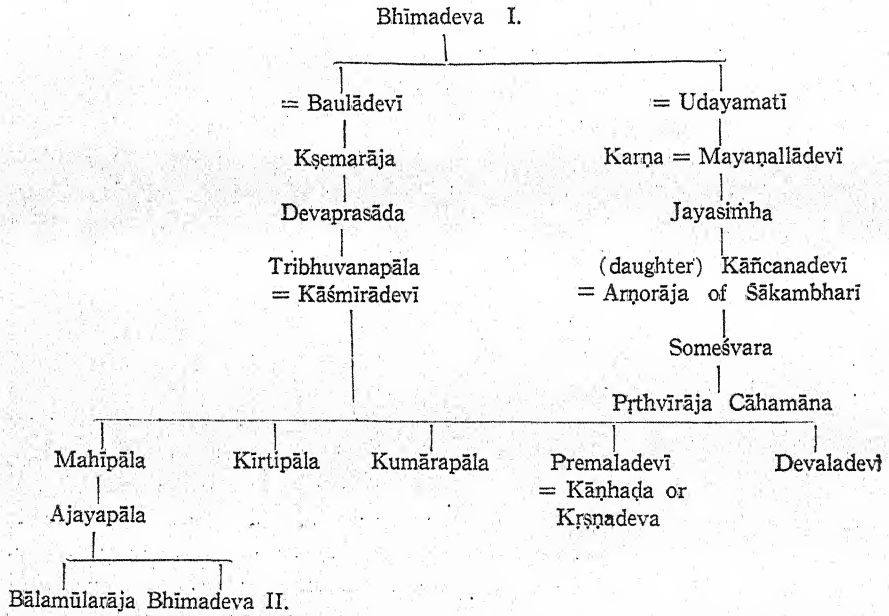 Bhīmadeva I.
= Baulādevī = Udayamatī
Kṣemarāja Karṇa = Mayaṇallādevī
Devaprasāda Jayasiṁha
Tribhuvanapāla (daughter) Kāñcanadevī
= Kāśmīrādevī = Arṇorāja of Śākambharī
Someśvara
Pṛthvīrāja Cāhamāna
Mahīpāla Kīrtipāla Kumārapāla Premaladevī Devaladevī
= Kāṇhaḍa or
Ajayapāla Kṛṣṇadeva
Bālamūlarāja Bhīmadeva II.